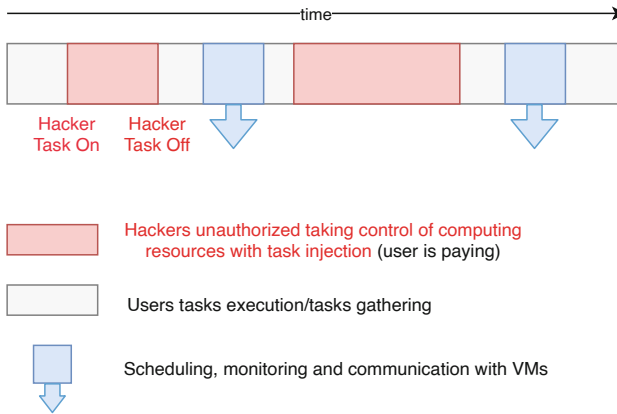 time
Hacker
Task On
Hacker
Task Off
Hackers unauthorized taking control of computing
resources with task injection (user is paying)
Users tasks execution/tasks gathering
Scheduling, monitoring and communication with VMs